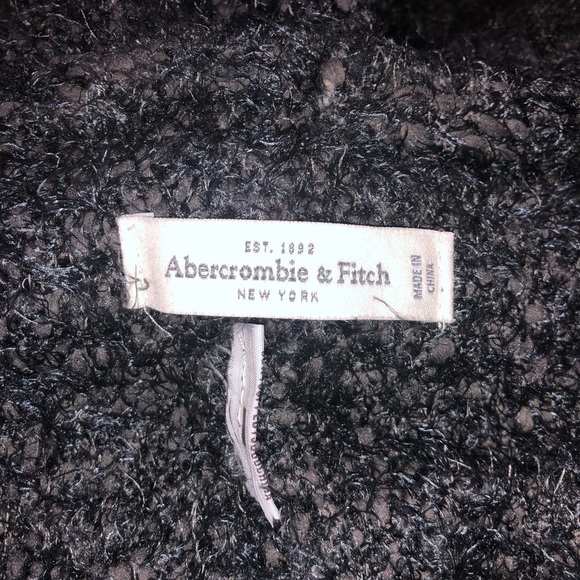 EST. 1892
Abercrombie & Fitch
NEW YORK
MADE IN
CHINA